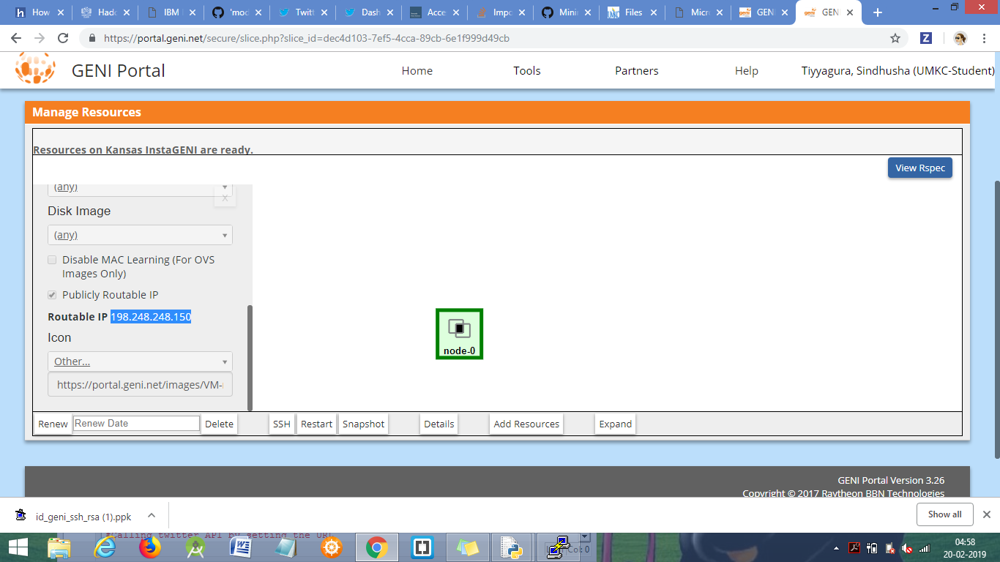 How
Hado
IBM
'mod
Twitt
Dash
Acce
Impo
Mini
Files
Micro
GENI
GEN
https://portal.geni.net/secure/slice.php?slice_id=dec4d103-7ef5-4cca-89cb-6e1f999d49cb
GENI Portal
Home
Tools
Partners
Help
Tiyyagura, Sindhusha (UMKC-Student)
Manage Resources
Resources on Kansas InstaGENI are ready.
View Rspec
(any)
X
Disk Image
(any)
Disable MAC Learning (For OVS
Images Only)
Publicly Routable IP
Routable IP 198.248.248.150
Icon
Other...
https://portal.geni.net/images/VM-
node-0
Renew
Renew Date
Delete
SSH
Restart
Snapshot
Details
Add Resources
Expand
GENI Portal Version 3.26
Copyright © 2017 Raytheon BBN Technologies
id_geni_ssh_rsa (1).ppk
Show all
#Calling twitter API by getting the URL
Col: 0
04:58
20-02-2019